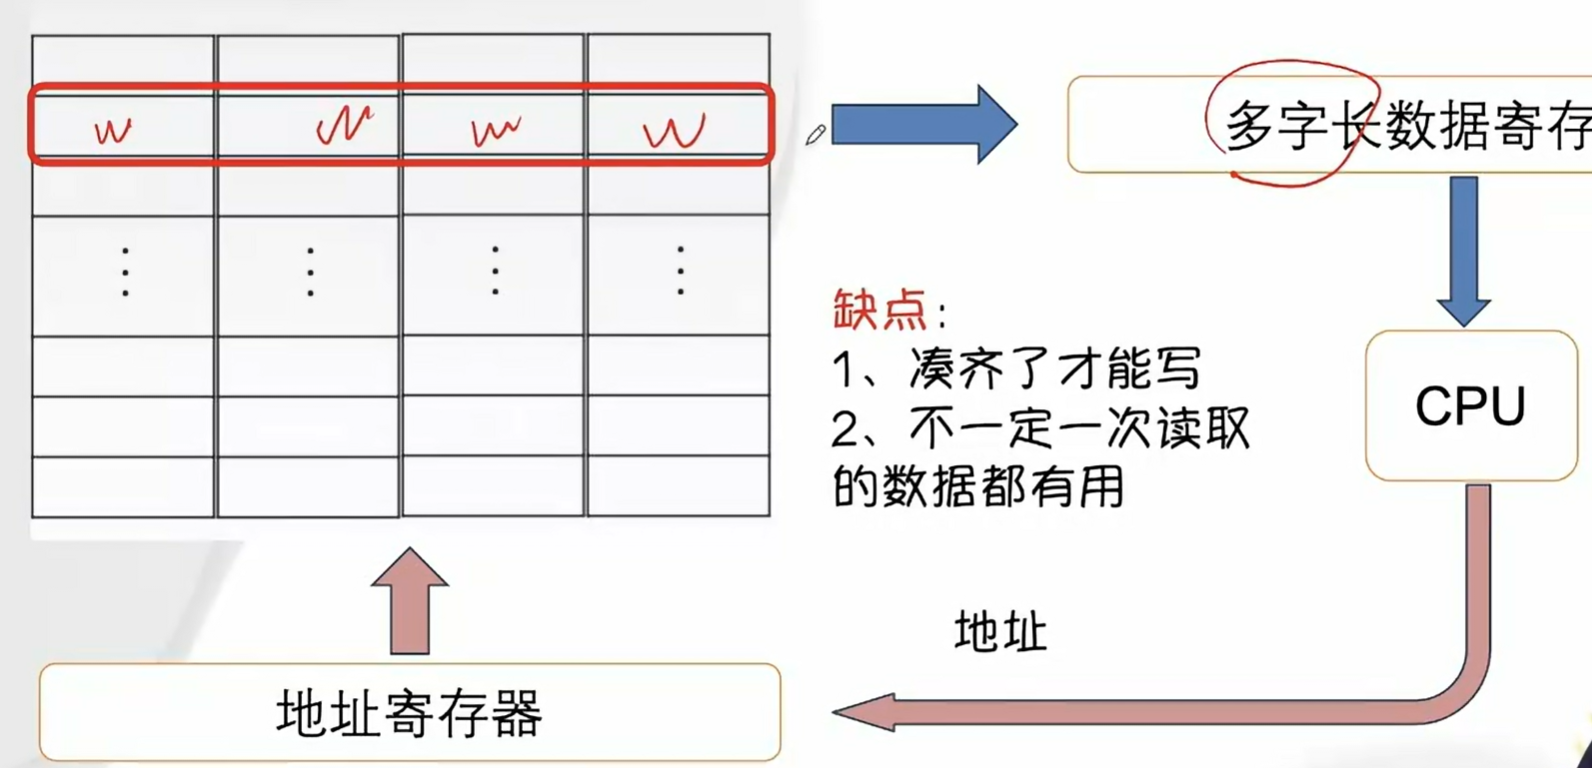 W W W W
多字长数据寄存
缺点：
1、凑齐了才能写
2、不一定一次读取
的数据都有用
CPU
地址
地址寄存器